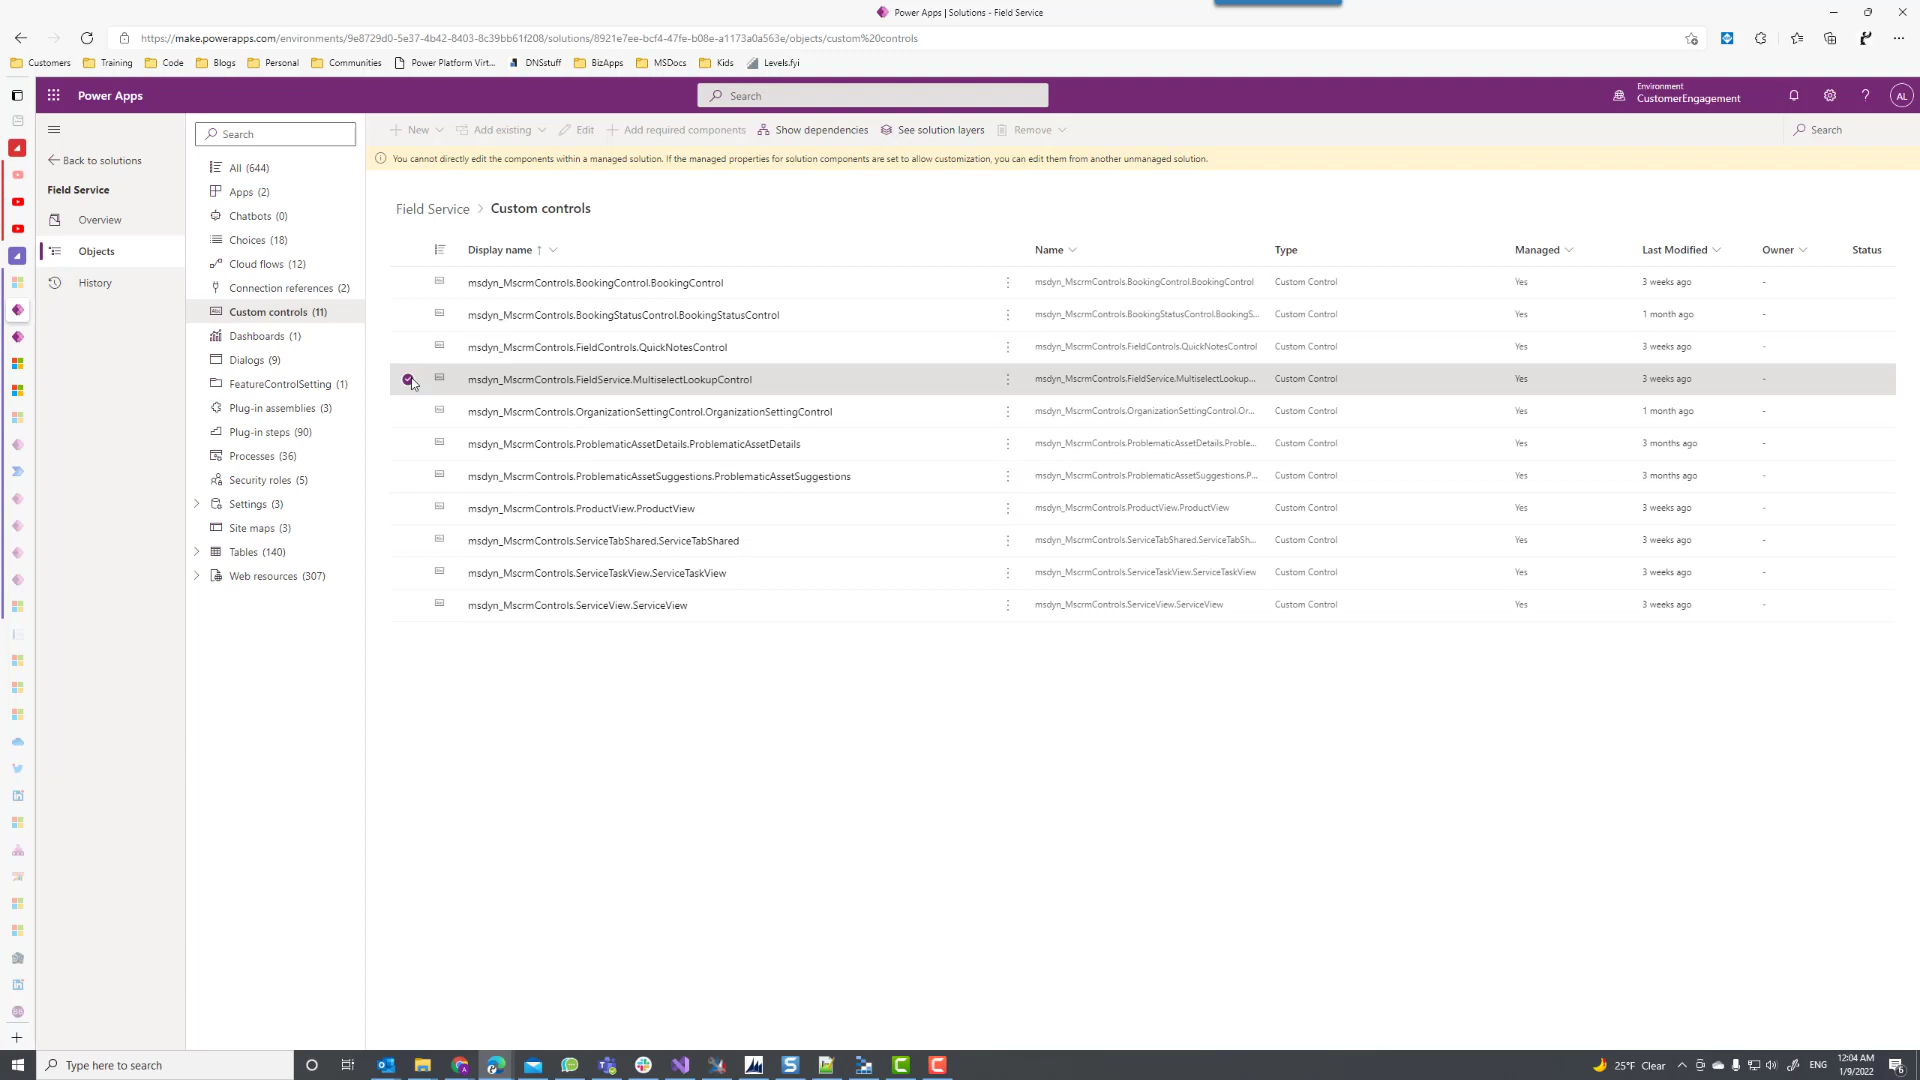 Power Apps | Solutions - Field Service
https://make.powerapps.com/environments/9e8729d0-5e37-4b42-8403-8c39bb61f208/solutions/8921e7ee-bcf4-47fe-b08e-a1173a0a563e/objects/custom%20controls
Customers Training Code Blogs Personal Communities Power Platform Virt... DNSstuff BizApps MSDocs Kids Levels.fyi
Power Apps
Search
Environment
CustomerEngagement
AL
Search
New Add existing Edit Add required components Show dependencies See solution layers Remove
Search
Back to solutions
Field Service
Overview
Objects
History
All (644)
Apps (2)
Chatbots (0)
Choices (18)
Cloud flows (12)
Connection references (2)
Custom controls (11)
Dashboards (1)
Dialogs (9)
FeatureControlSetting (1)
Plug-in assemblies (3)
Plug-in steps (90)
Processes (36)
Security roles (5)
Settings (3)
Site maps (3)
Tables (140)
Web resources (307)
You cannot directly edit the components within a managed solution. If the managed properties for solution components are set to allow customization, you can edit them from another unmanaged solution.
Field Service > Custom controls
Display name ↑ Name Type Managed Last Modified Owner Status
msdyn_MscrmControls.BookingControl.BookingControl msdyn_MscrmControls.BookingControl.BookingControl Custom Control Yes 3 weeks ago -
msdyn_MscrmControls.BookingStatusControl.BookingStatusControl msdyn_MscrmControls.BookingStatusControl.BookingS... Custom Control Yes 1 month ago -
msdyn_MscrmControls.FieldControls.QuickNotesControl msdyn_MscrmControls.FieldControls.QuickNotesControl Custom Control Yes 3 weeks ago -
msdyn_MscrmControls.FieldService.MultiselectLookupControl msdyn_MscrmControls.FieldService.MultiselectLookup... Custom Control Yes 3 weeks ago -
msdyn_MscrmControls.OrganizationSettingControl.OrganizationSettingControl msdyn_MscrmControls.OrganizationSettingControl.Or... Custom Control Yes 1 month ago -
msdyn_MscrmControls.ProblematicAssetDetails.ProblematicAssetDetails msdyn_MscrmControls.ProblematicAssetDetails.Proble... Custom Control Yes 3 months ago -
msdyn_MscrmControls.ProblematicAssetSuggestions.ProblematicAssetSuggestions msdyn_MscrmControls.ProblematicAssetSuggestions.P... Custom Control Yes 3 months ago -
msdyn_MscrmControls.ProductView.ProductView msdyn_MscrmControls.ProductView.ProductView Custom Control Yes 3 weeks ago -
msdyn_MscrmControls.ServiceTabShared.ServiceTabShared msdyn_MscrmControls.ServiceTabShared.ServiceTabSh... Custom Control Yes 3 weeks ago -
msdyn_MscrmControls.ServiceTaskView.ServiceTaskView msdyn_MscrmControls.ServiceTaskView.ServiceTaskView Custom Control Yes 3 weeks ago -
msdyn_MscrmControls.ServiceView.ServiceView msdyn_MscrmControls.ServiceView.ServiceView Custom Control Yes 3 weeks ago -
Type here to search
25°F Clear
ENG
12:04 AM
1/9/2022